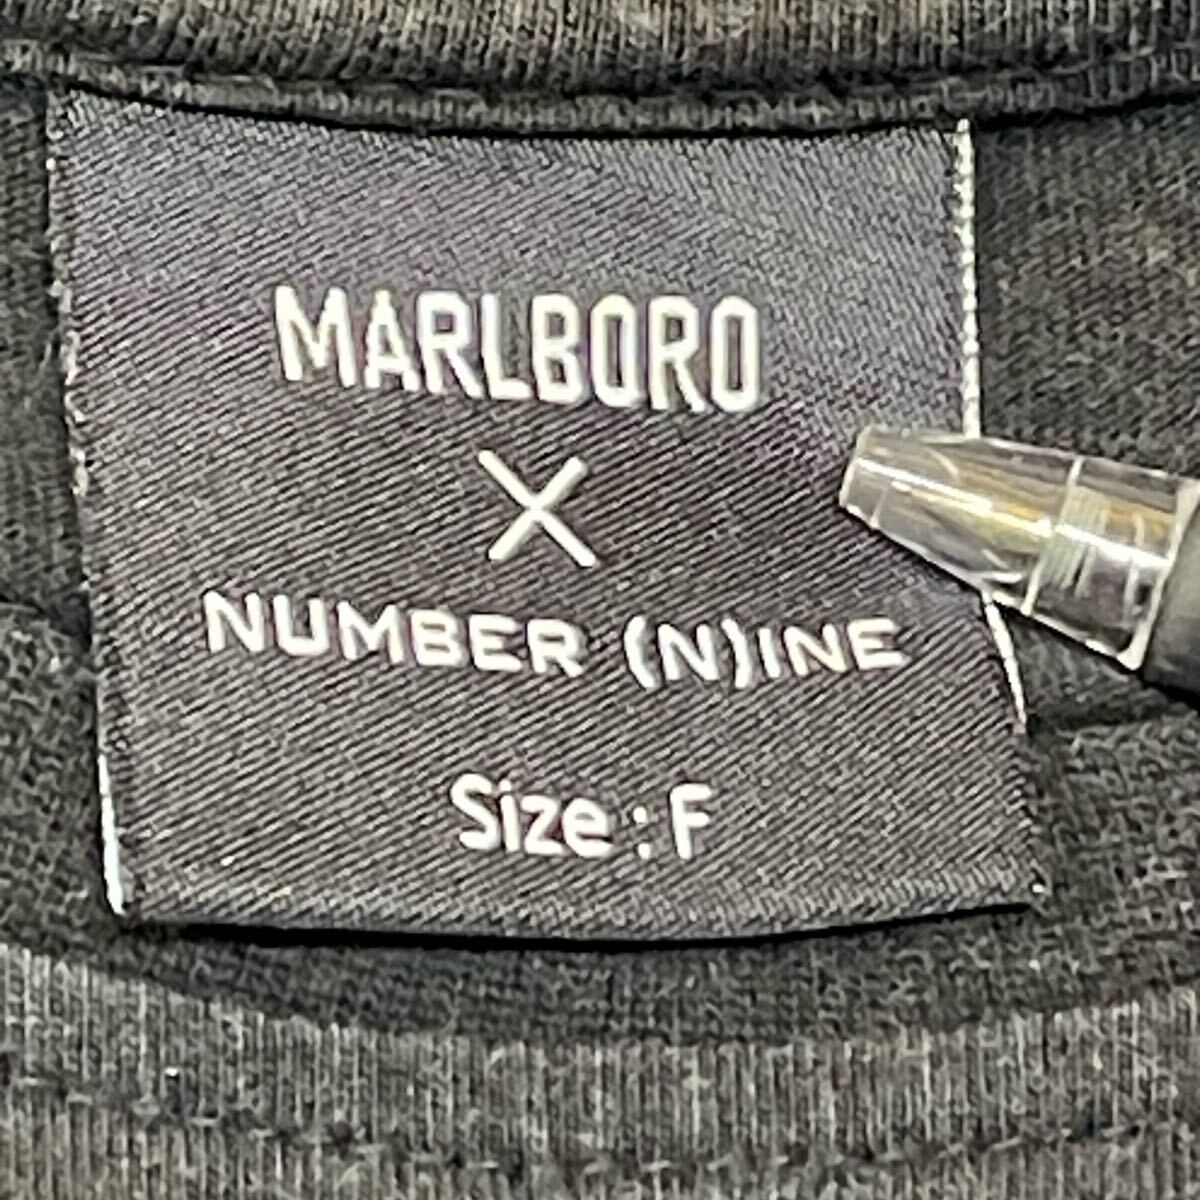 MARLBORO
×
NUMBER (N)INE
Size : F